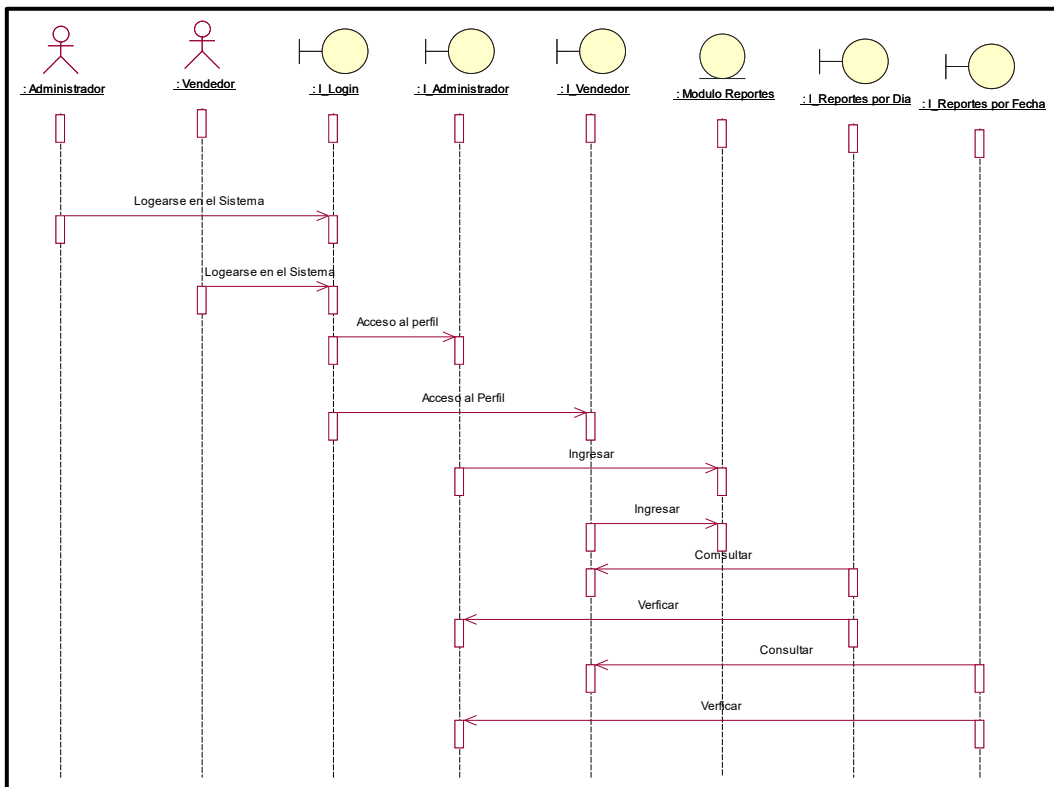 : Administrador
: Vendedor
: I_Login
: I_Administrador
: I_Vendedor
: Modulo Reportes
: I_Reportes por Dia
: I_Reportes por Fecha
Logearse en el Sistema
Logearse en el Sistema
Acceso al perfil
Acceso al Perfil
Ingresar
Ingresar
Comsultar
Verficar
Consultar
Verficar